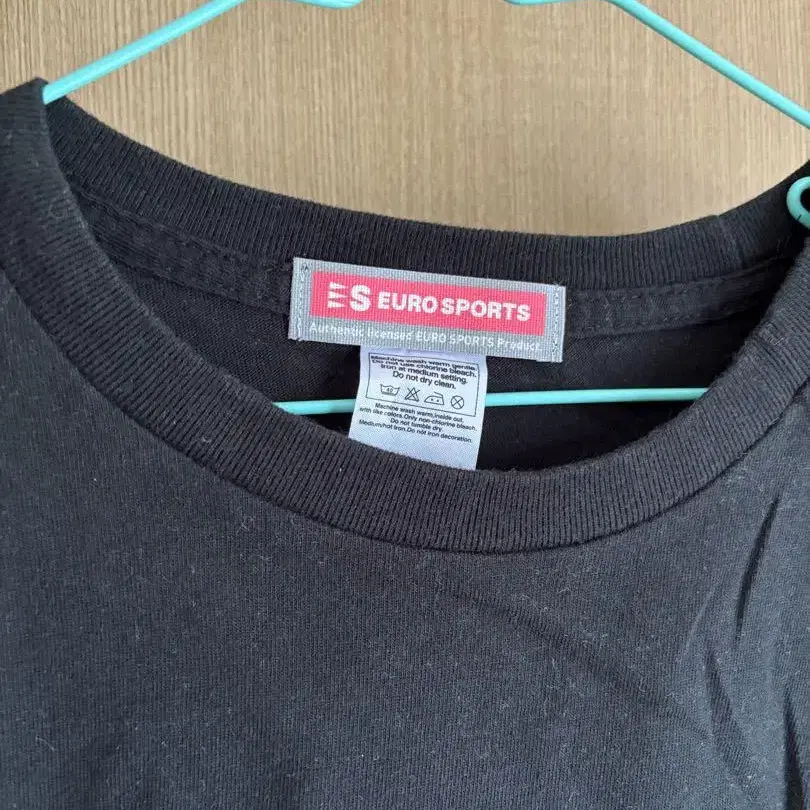 ES EURO SPORTS
Authentic licensed EURO SPORTS Product.
Machine wash warm gentle.
Do not use chlorine bleach.
Iron at medium setting.
Do not dry clean.
40
Machine wash warm,inside out,
with like colors.Only non-chlorine bleach.
Do not tumble dry.
Medium/hot iron.Do not iron decoration.